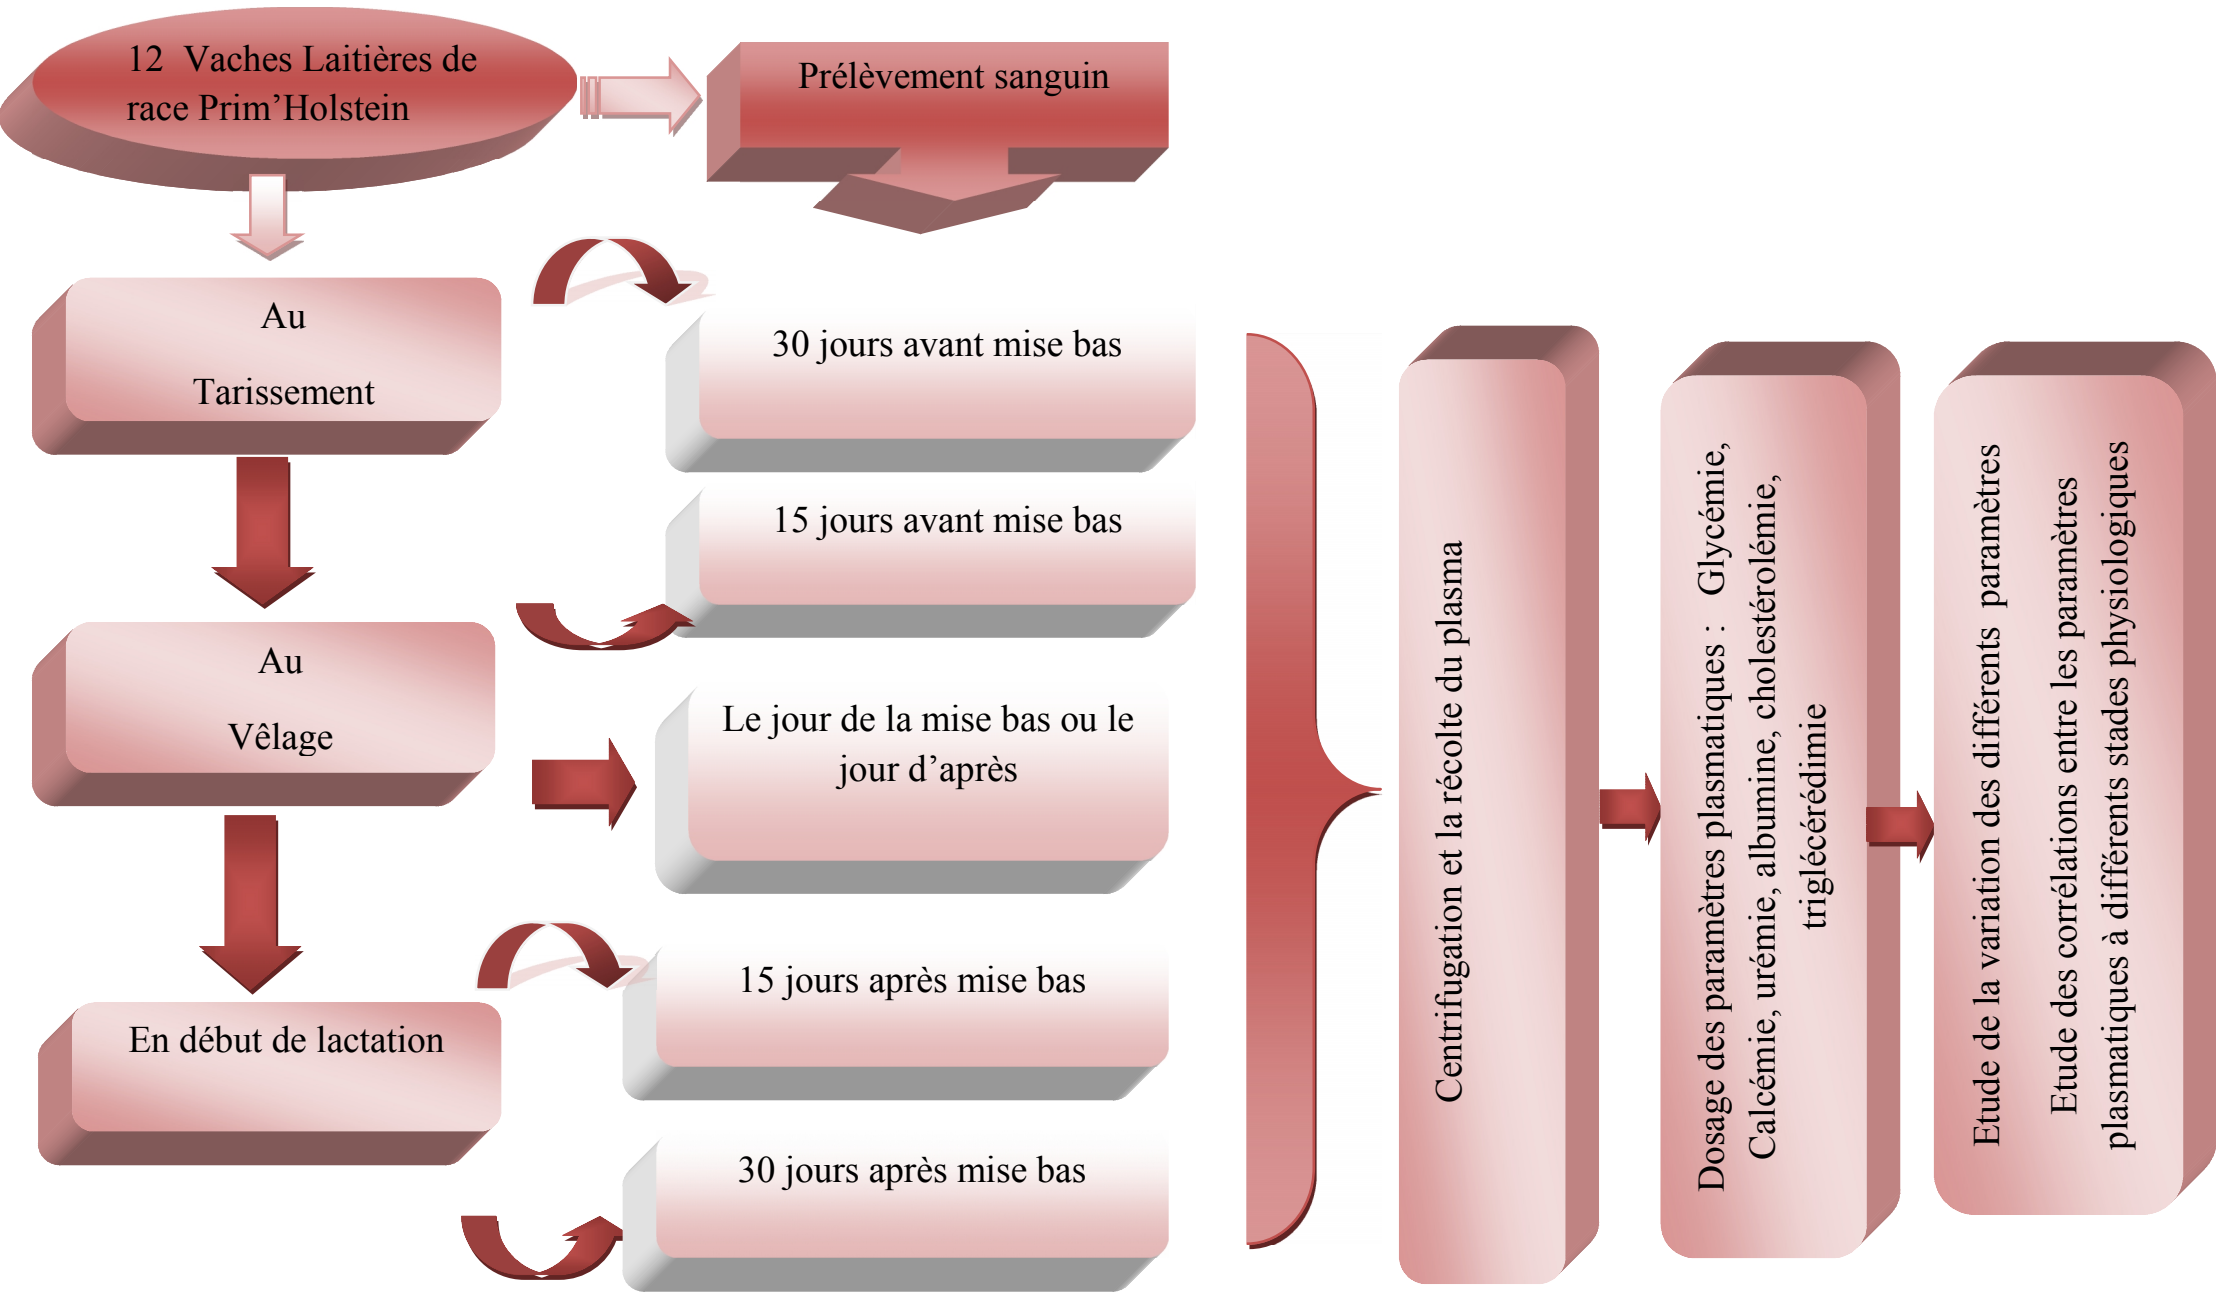 12 Vaches Laitières de
race Prim’Holstein
Prélèvement sanguin
Au
Tarissement
30 jours avant mise bas
15 jours avant mise bas
Au
Vêlage
Le jour de la mise bas ou le
jour d’après
En début de lactation
15 jours après mise bas
30 jours après mise bas
Centrifugation et la récolte du plasma
Dosage des paramètres plasmatiques : Glycémie,
Calcémie, urémie, albumine, cholestérolémie,
triglécérédimie
Etude de la variation des différents paramètres
Etude des corrélations entre les paramètres
plasmatiques à différents stades physiologiques